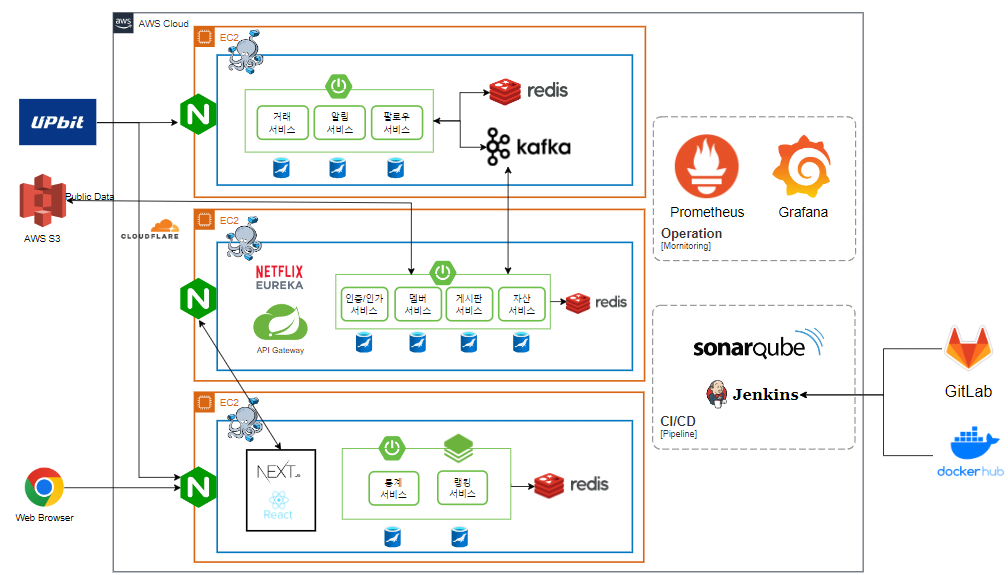 aws
AWS Cloud
EC2
UPbit
거래
서비스
알림
서비스
팔로우
서비스
redis
kafka
Public Data
AWS S3
CLOUDFLARE
Prometheus
Grafana
Operation
[Mornitoring]
EC2
NETFLIX
EUREKA
API Gateway
인증/인가
서비스
멤버
서비스
게시판
서비스
자산
서비스
redis
sonarqube
Jenkins
CI/CD
[Pipeline]
GitLab
docker hub
EC2
NEXT.JS
React
통계
서비스
랭킹
서비스
redis
Web Browser